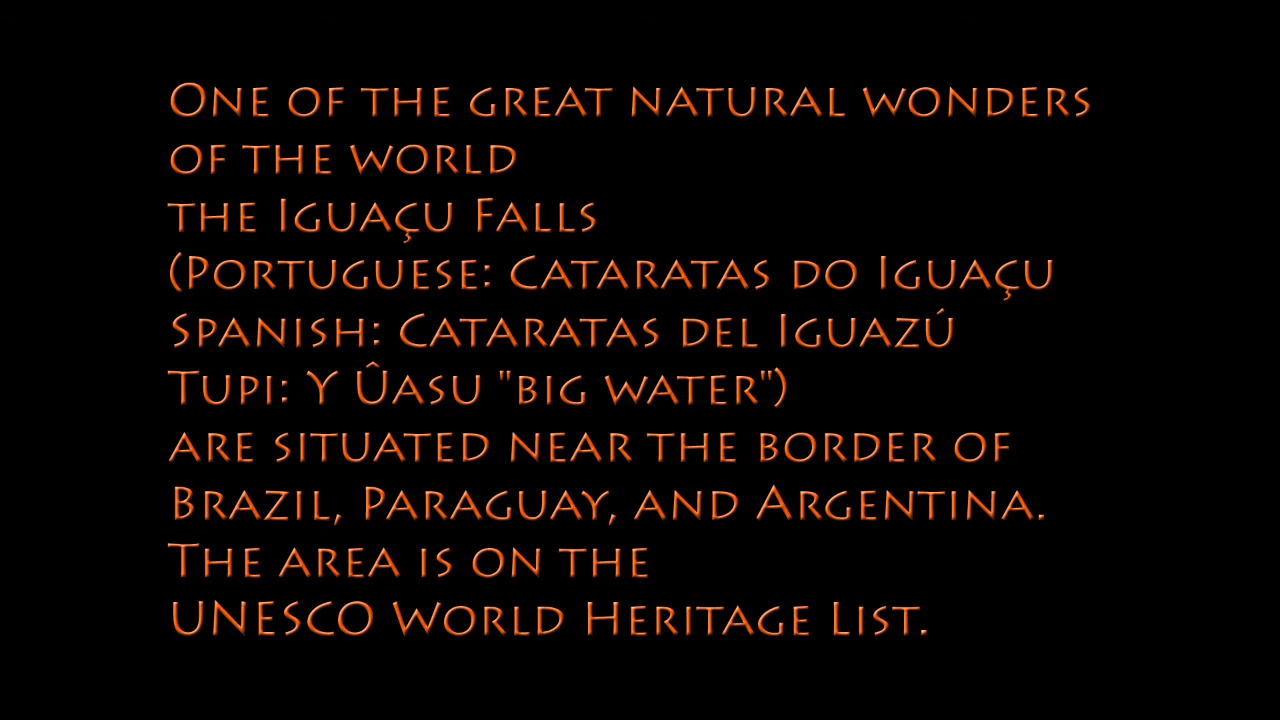 One of the great natural wonders
of the world
the Iguaçu Falls
(Portuguese: Cataratas do Iguaçu
Spanish: Cataratas del Iguazú
Tupi: Y Ûasu "big water")
are situated near the border of
Brazil, Paraguay, and Argentina.
The area is on the
UNESCO World Heritage List.